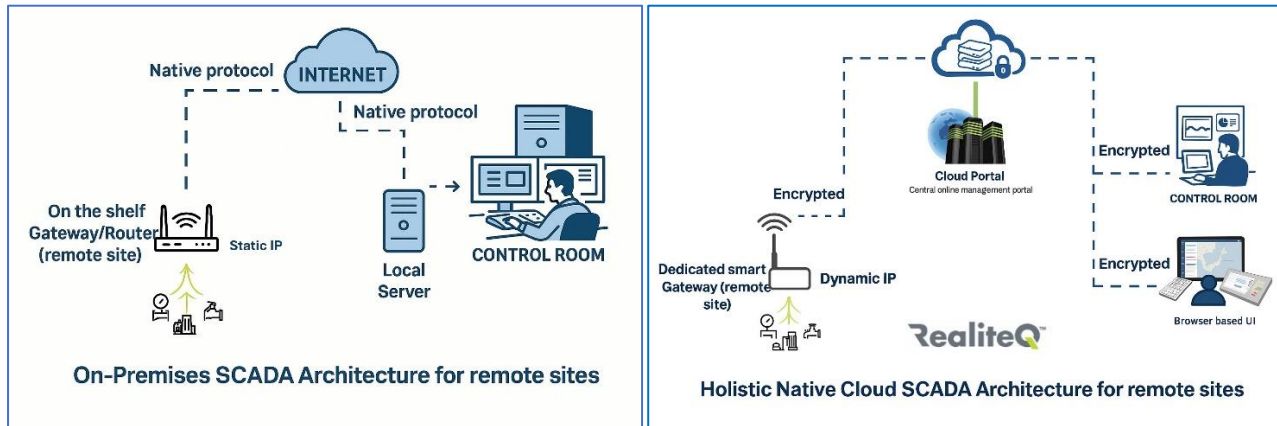 INTERNET
Native protocol
Native protocol
On the shelf
Gateway/Router
(remote site)
Static IP
Local
Server
CONTROL ROOM
On-Premises SCADA Architecture for remote sites
Cloud Portal
Central online management portal
Encrypted
Encrypted
CONTROL ROOM
Dedicated smart
Gateway (remote
site)
Dynamic IP
Encrypted
Browser based UI
RealiteQ™
Holistic Native Cloud SCADA Architecture for remote sites